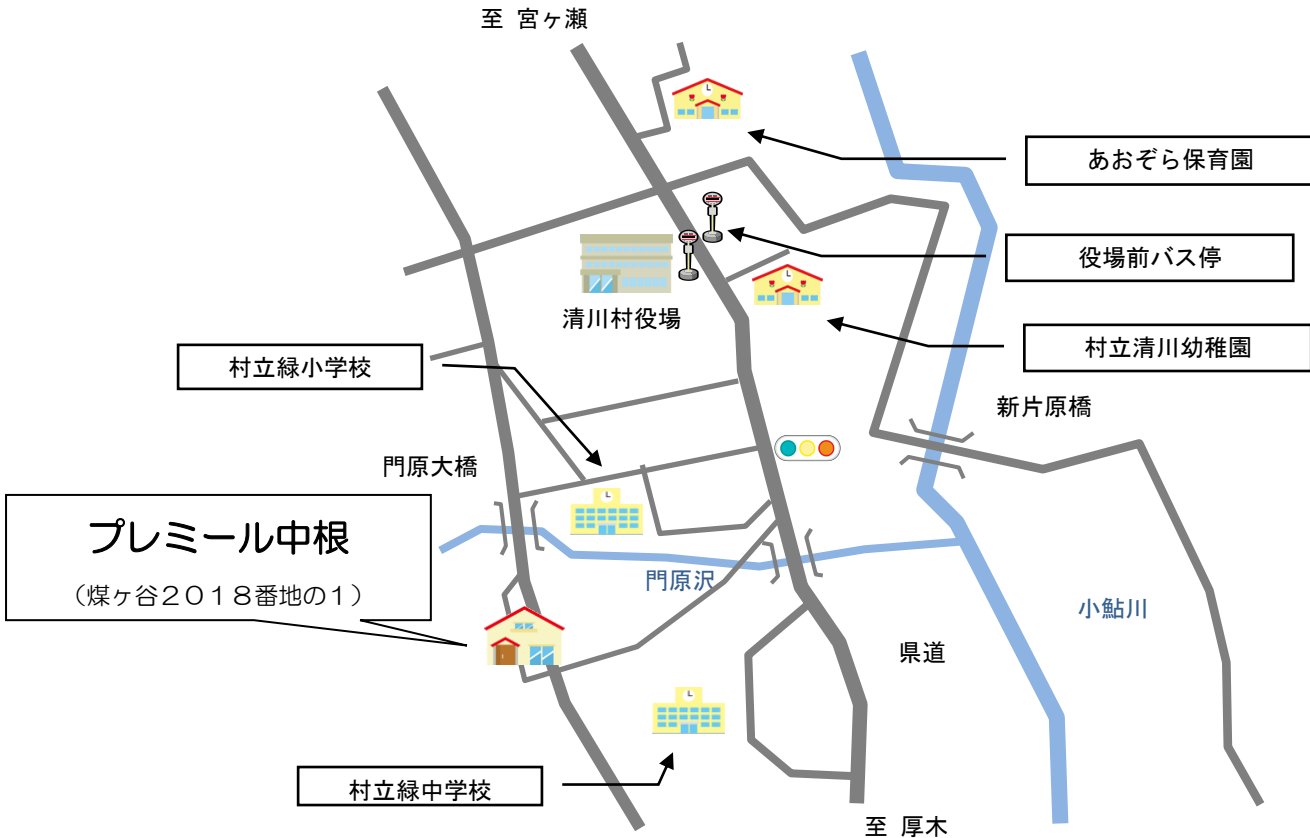 至 宮ヶ瀬
あおぞら保育園
役場前バス停
清川村役場
村立清川幼稚園
村立緑小学校
新片原橋
門原大橋
プレミール中根
（煤ヶ谷２０１８番地の１）
門原沢
小鮎川
県道
村立緑中学校
至 厚木